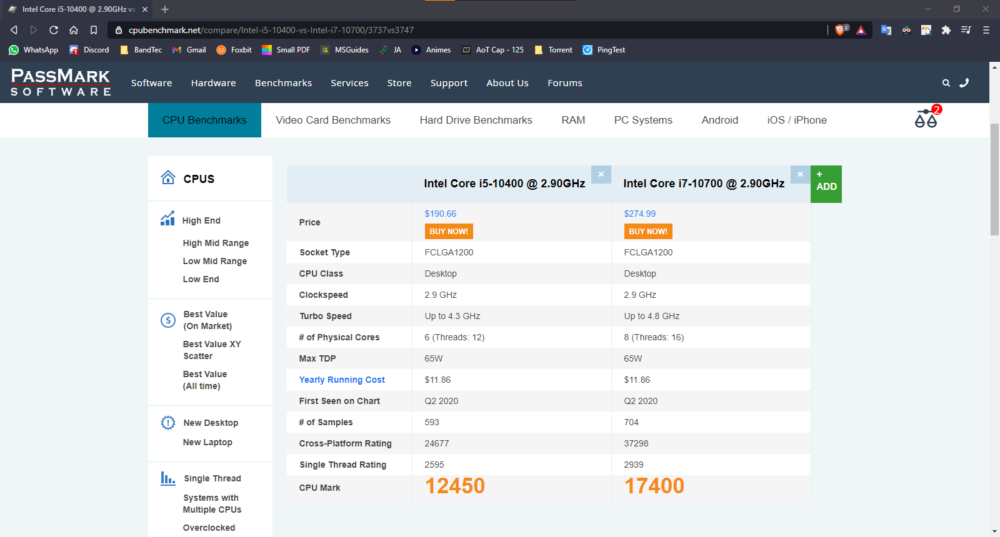 Intel Core i5-10400 @ 2.90GHz vs
cpubenchmark.net/compare/Intel-i5-10400-vs-Intel-i7-10700/3737vs3747
2
WhatsApp Discord BandTec Gmail Foxbit Small PDF MSGuides JA Animes AoT Cap - 125 Torrent PingTest
PASSMARK
SOFTWARE
Software Hardware Benchmarks Services Store Support About Us Forums
CPU Benchmarks Video Card Benchmarks Hard Drive Benchmarks RAM PC Systems Android iOS / iPhone
2
CPUS
High End
High Mid Range
Low Mid Range
Low End
Best Value
(On Market)
Best Value XY
Scatter
Best Value
(All time)
New Desktop
New Laptop
Single Thread
Systems with
Multiple CPUs
Overclocked
Intel Core i5-10400 @ 2.90GHz × Intel Core i7-10700 @ 2.90GHz × + ADD
Price $190.66 BUY NOW! $274.99 BUY NOW!
Socket Type FCLGA1200 FCLGA1200
CPU Class Desktop Desktop
Clockspeed 2.9 GHz 2.9 GHz
Turbo Speed Up to 4.3 GHz Up to 4.8 GHz
# of Physical Cores 6 (Threads: 12) 8 (Threads: 16)
Max TDP 65W 65W
Yearly Running Cost $11.86 $11.86
First Seen on Chart Q2 2020 Q2 2020
# of Samples 593 704
Cross-Platform Rating 24677 37298
Single Thread Rating 2595 2939
CPU Mark 12450 17400